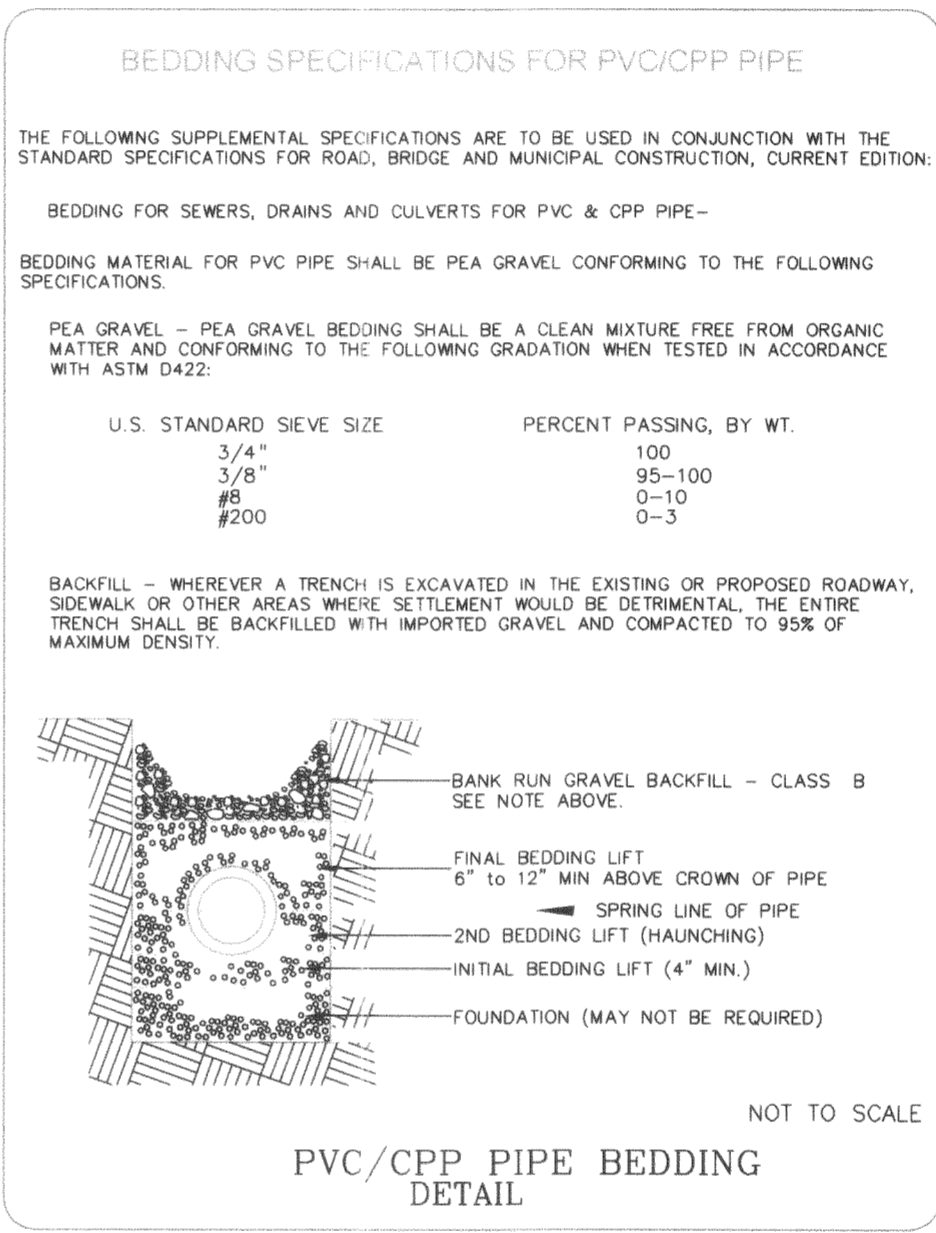 BEDDING SPECIFICATIONS FOR PVC/CPP PIPE
THE FOLLOWING SUPPLEMENTAL SPECIFICATIONS ARE TO BE USED IN CONJUNCTION WITH THE
STANDARD SPECIFICATIONS FOR ROAD, BRIDGE AND MUNICIPAL CONSTRUCTION, CURRENT EDITION:
BEDDING FOR SEWERS, DRAINS AND CULVERTS FOR PVC & CPP PIPE–
BEDDING MATERIAL FOR PVC PIPE SHALL BE PEA GRAVEL CONFORMING TO THE FOLLOWING
SPECIFICATIONS.
PEA GRAVEL – PEA GRAVEL BEDDING SHALL BE A CLEAN MIXTURE FREE FROM ORGANIC
MATTER AND CONFORMING TO THE FOLLOWING GRADATION WHEN TESTED IN ACCORDANCE
WITH ASTM D422:
U.S. STANDARD SIEVE SIZE PERCENT PASSING, BY WT.
3/4" 100
3/8" 95–100
#8 0–10
#200 0–3
BACKFILL – WHEREVER A TRENCH IS EXCAVATED IN THE EXISTING OR PROPOSED ROADWAY,
SIDEWALK OR OTHER AREAS WHERE SETTLEMENT WOULD BE DETRIMENTAL, THE ENTIRE
TRENCH SHALL BE BACKFILLED WITH IMPORTED GRAVEL AND COMPACTED TO 95% OF
MAXIMUM DENSITY.
BANK RUN GRAVEL BACKFILL – CLASS B
SEE NOTE ABOVE.
FINAL BEDDING LIFT
6" to 12" MIN ABOVE CROWN OF PIPE
SPRING LINE OF PIPE
2ND BEDDING LIFT (HAUNCHING)
INITIAL BEDDING LIFT (4" MIN.)
FOUNDATION (MAY NOT BE REQUIRED)
NOT TO SCALE
PVC/CPP PIPE BEDDING
DETAIL